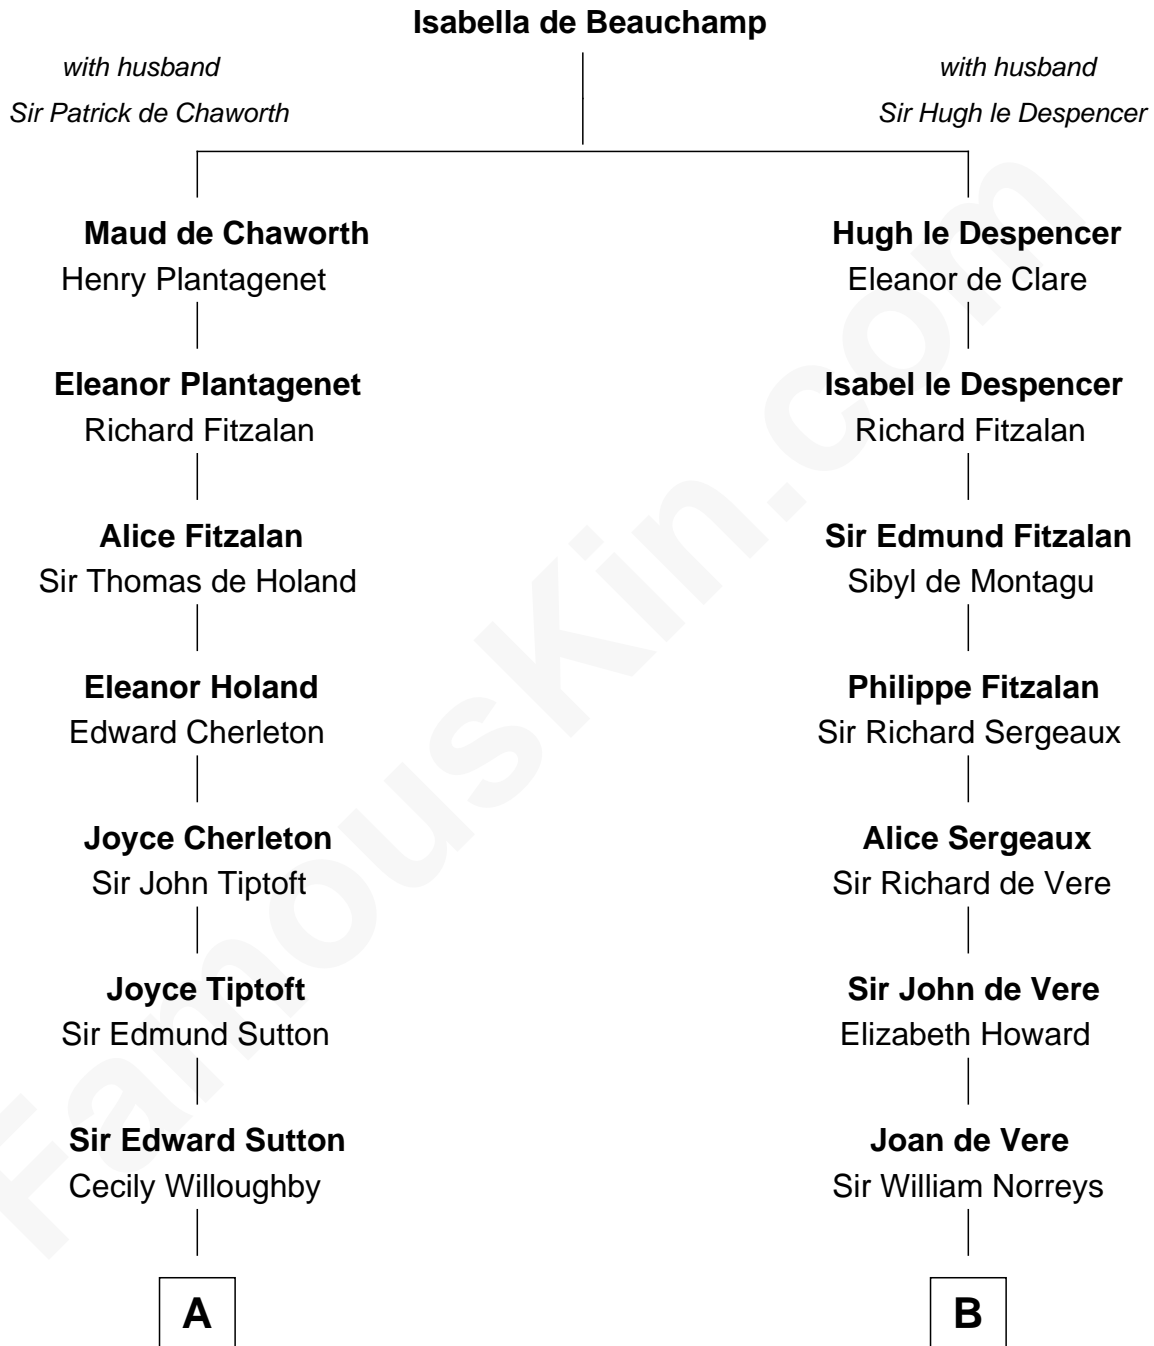 Isabella de Beauchamp
with husband
Sir Patrick de Chaworth
with husband
Sir Hugh le Despencer
Maud de Chaworth
Henry Plantagenet
Hugh le Despencer
Eleanor de Clare
Eleanor Plantagenet
Richard Fitzalan
Isabel le Despencer
Richard Fitzalan
Alice Fitzalan
Sir Thomas de Holand
Sir Edmund Fitzalan
Sibyl de Montagu
Eleanor Holand
Edward Cherleton
Philippe Fitzalan
Sir Richard Sergeaux
Joyce Cherleton
Sir John Tiptoft
Alice Sergeaux
Sir Richard de Vere
Joyce Tiptoft
Sir Edmund Sutton
Sir John de Vere
Elizabeth Howard
Sir Edward Sutton
Cecily Willoughby
Joan de Vere
Sir William Norreys
A
B
FamousKin.com